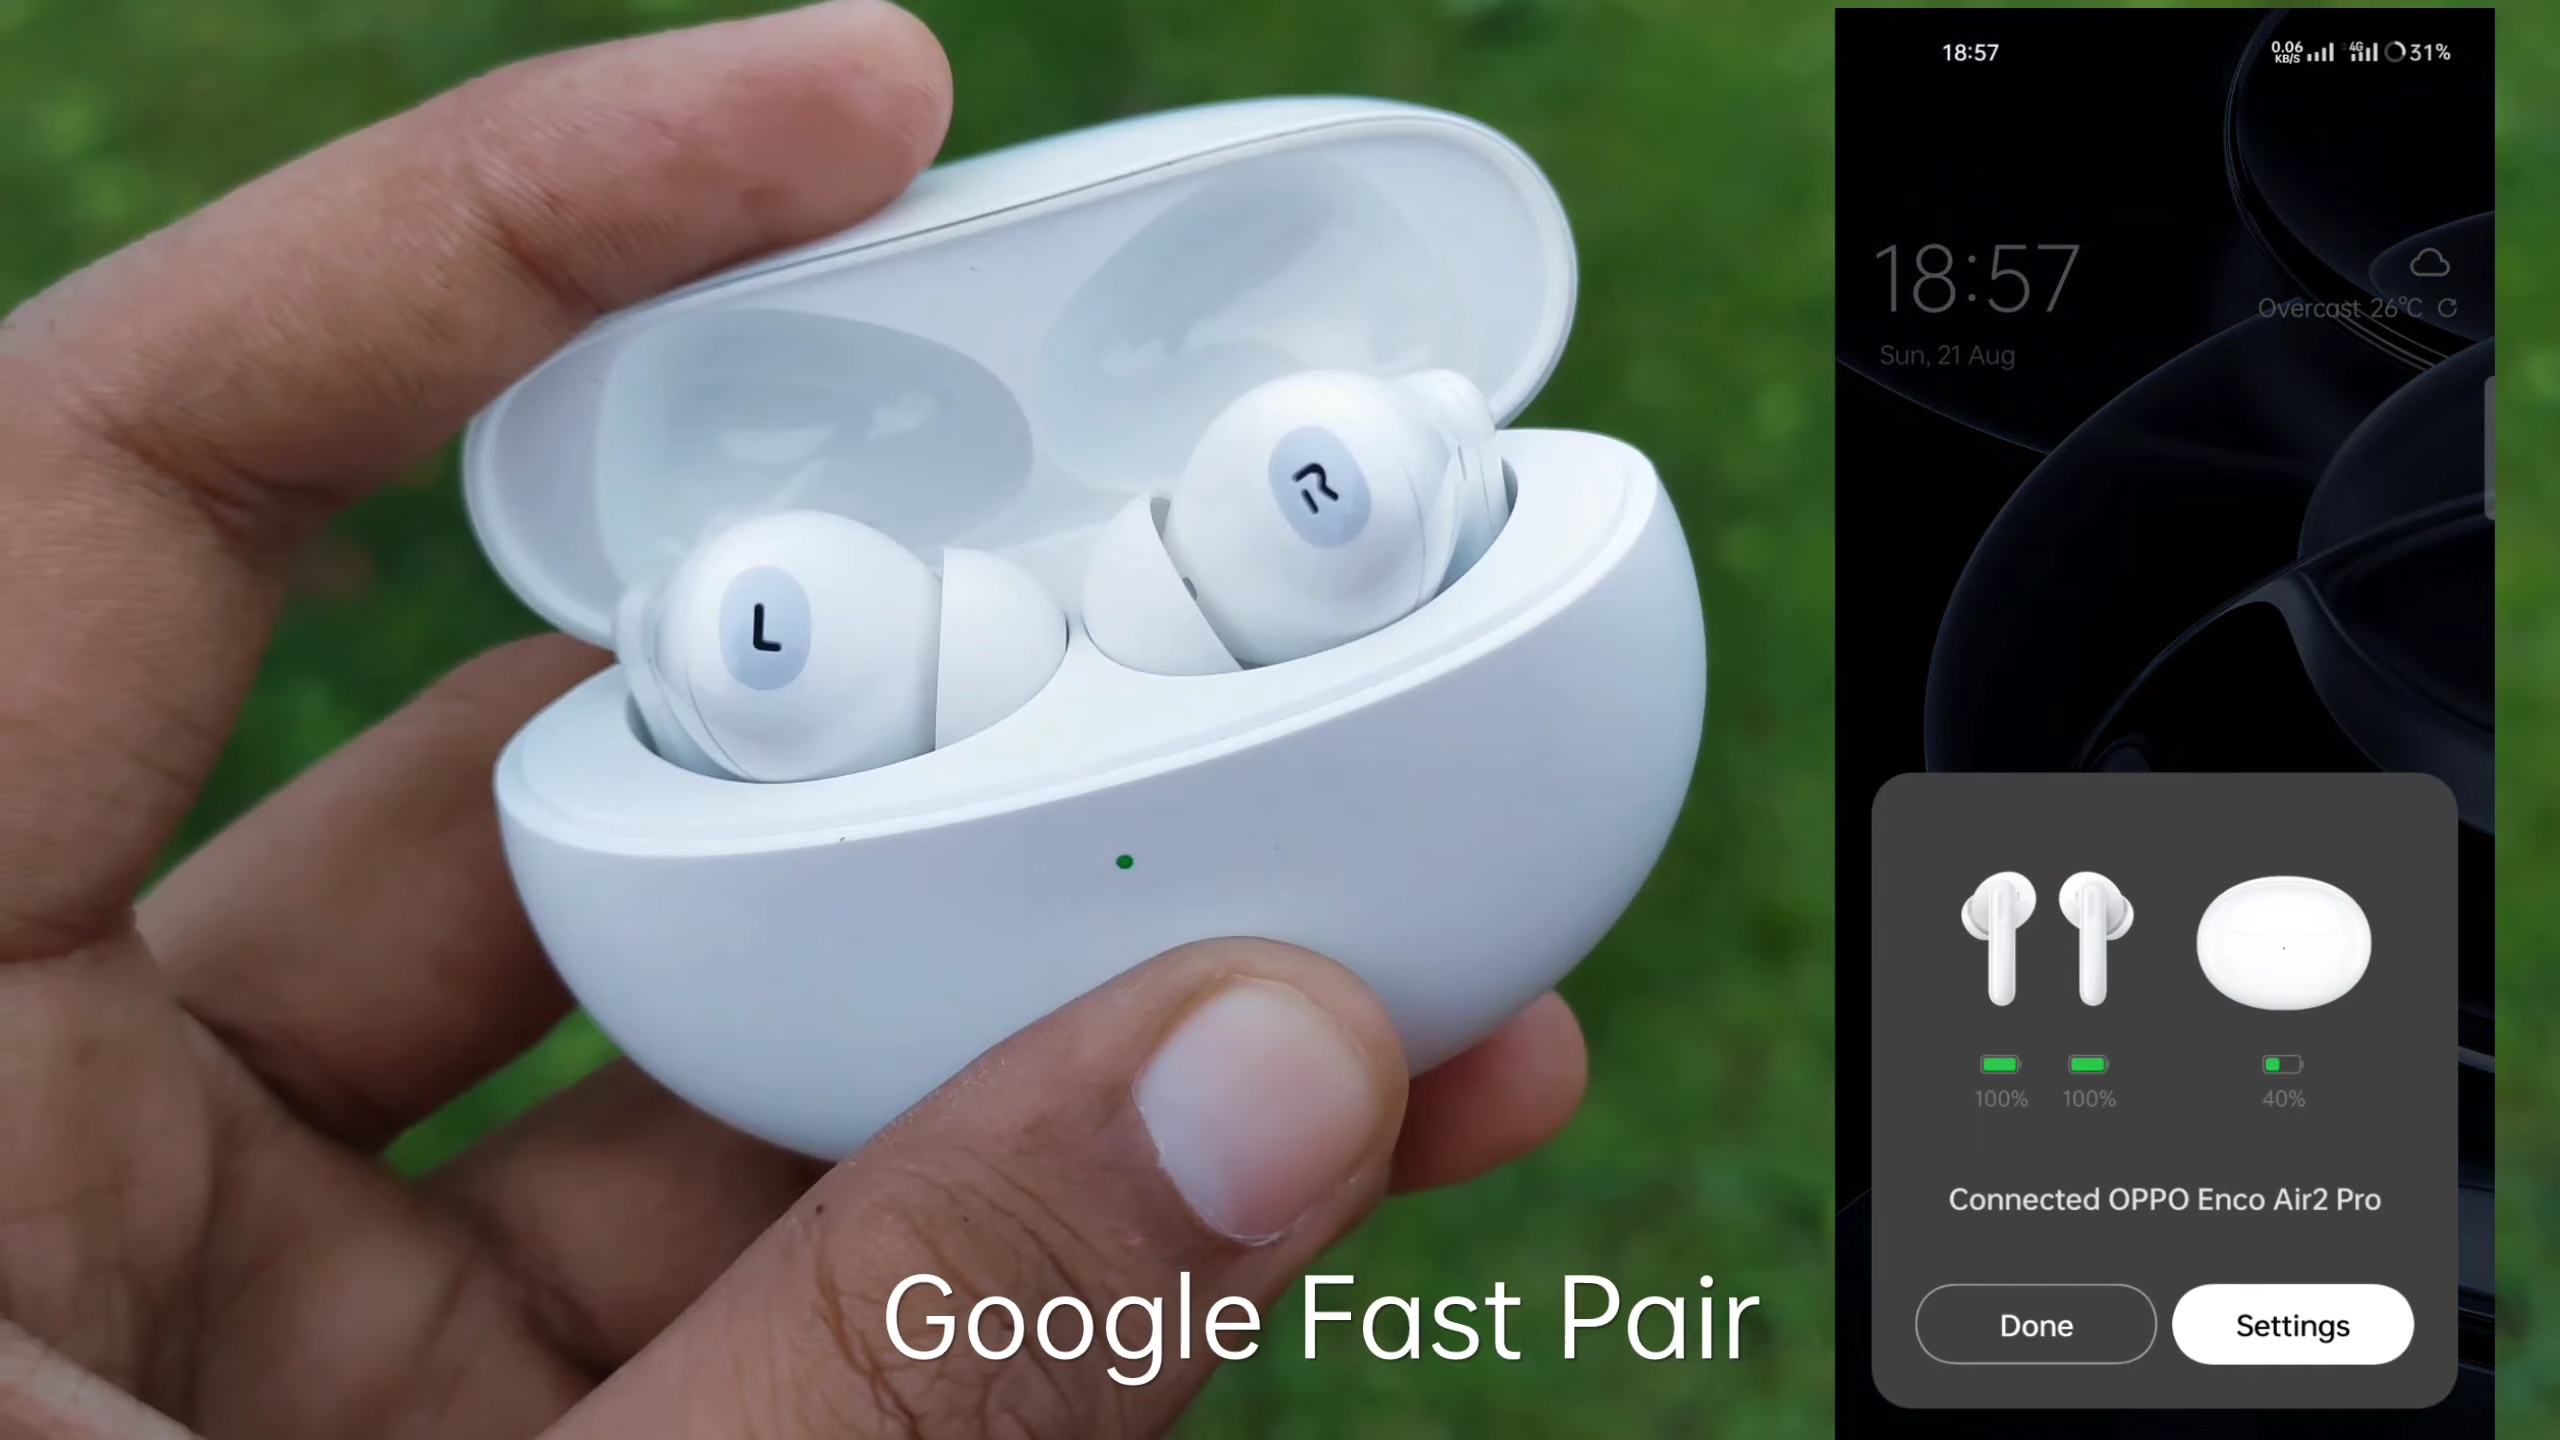 L
R
Google Fast Pair
18:57
0.06
KB/S
4G
31%
18:57
Overcast 26°C
Sun, 21 Aug
100%
100%
40%
Connected OPPO Enco Air2 Pro
Done
Settings